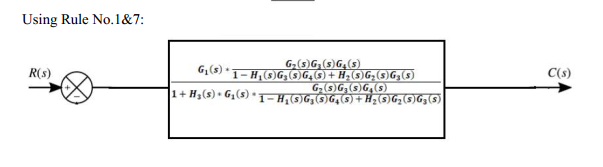 Using Rule No.1&7:
R(s)
+
−
G₁(s) * G₂(s)G₃(s)G₄(s) / 1 − H₁(s)G₃(s)G₄(s) + H₂(s)G₂(s)G₃(s)
1 + H₃(s) * G₁(s) * G₂(s)G₃(s)G₄(s) / 1 − H₁(s)G₃(s)G₄(s) + H₂(s)G₂(s)G₃(s)
C(s)